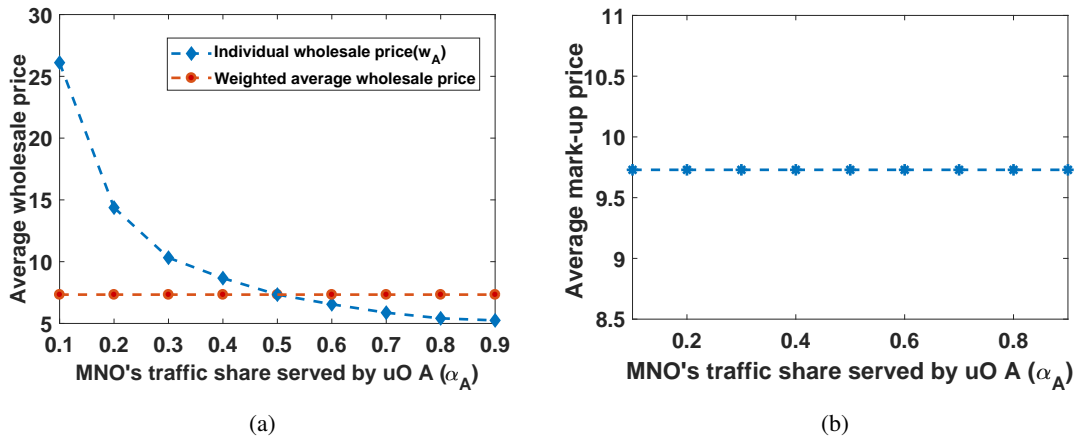 Average wholesale price
30
25
20
15
10
5
Individual wholesale price(w_A)
Weighted average wholesale price
0.1 0.2 0.3 0.4 0.5 0.6 0.7 0.8 0.9
MNO's traffic share served by uO A (α_A)
(a)
Average mark-up price
11
10.5
10
9.5
9
8.5
0.2 0.4 0.6 0.8
MNO's traffic share served by uO A (α_A)
(b)